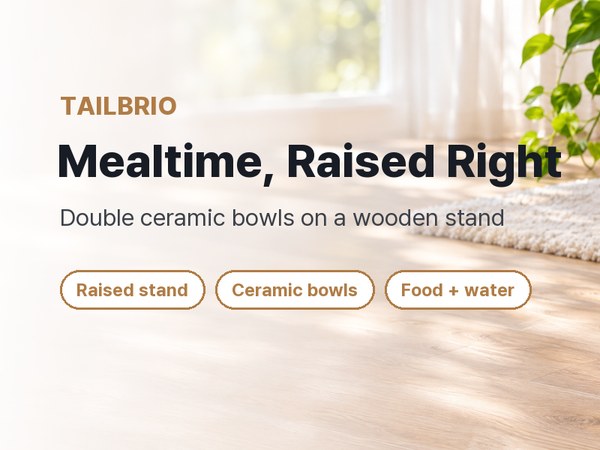 TAILBRIO
Mealtime, Raised Right
Double ceramic bowls on a wooden stand
Raised stand
Ceramic bowls
Food + water